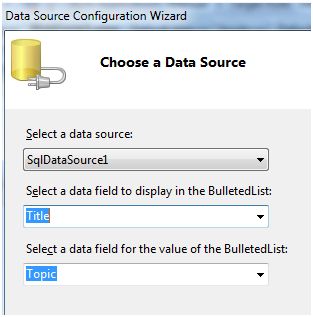 Data Source Configuration Wizard
Choose a Data Source
Select a data source:
SqlDataSource1
Select a data field to display in the BulletedList:
Title
Select a data field for the value of the BulletedList:
Topic